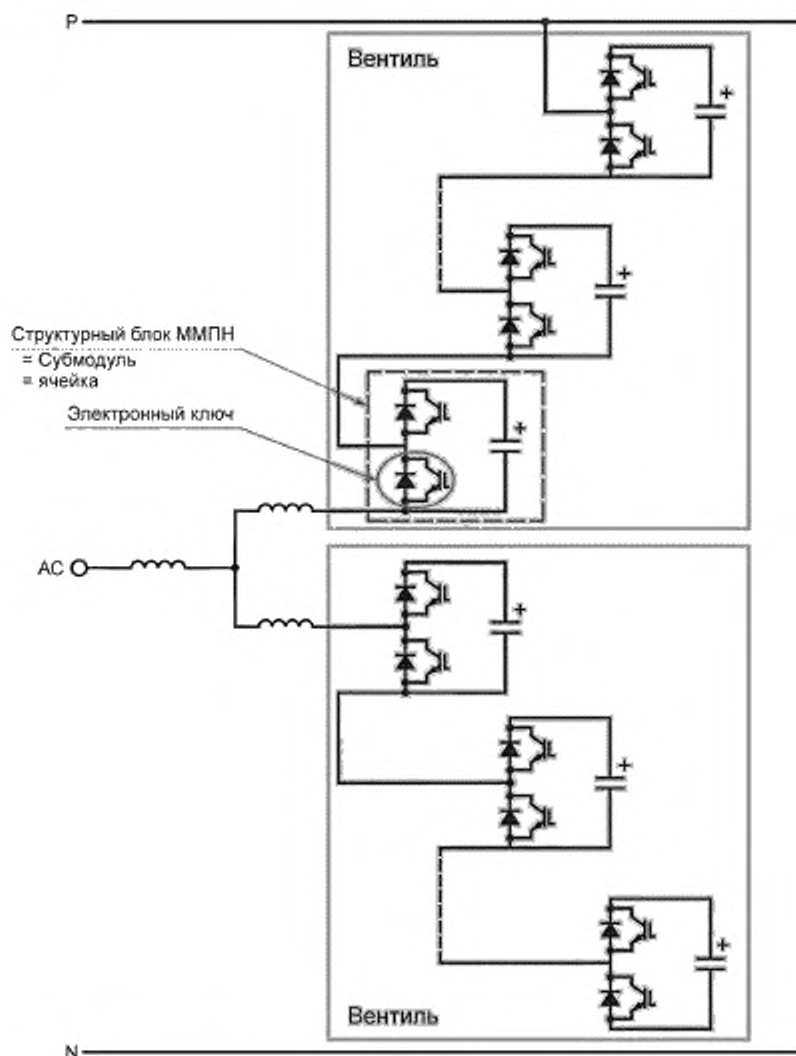 P
Вентиль
+
+
Структурный блок ММПН
= Субмодуль
= ячейка
Электронный ключ
+
AC
+
+
+
Вентиль
N